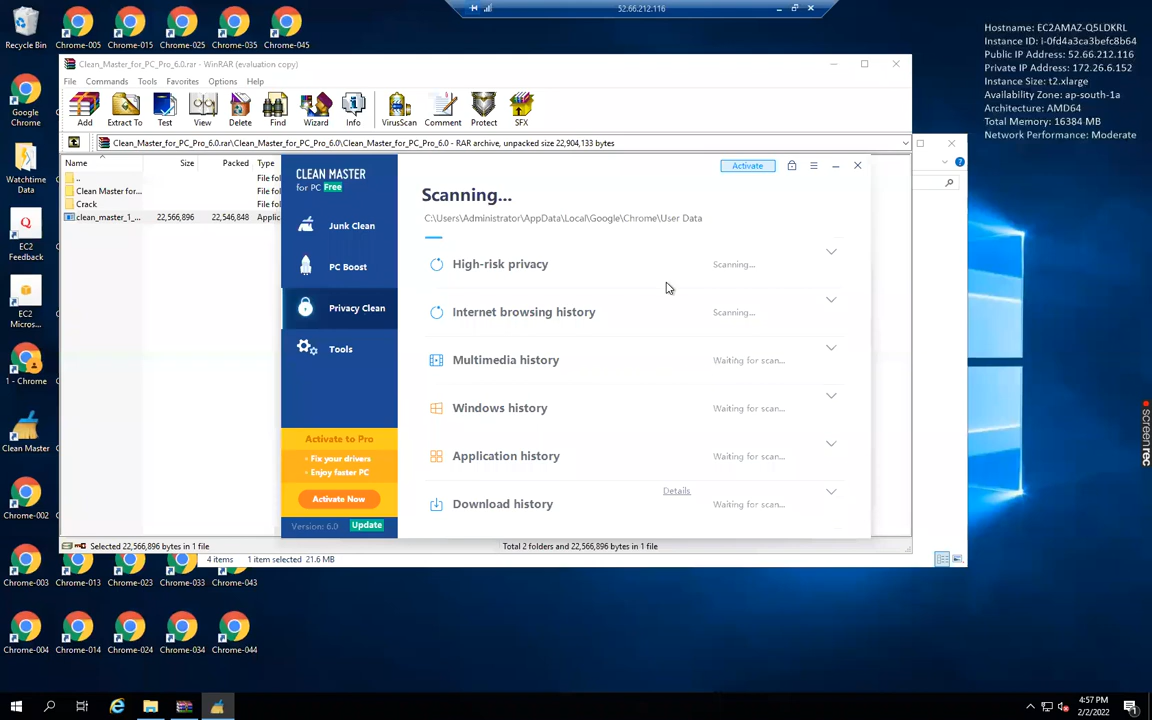 52.66.212.116
Hostname: EC2AMAZ-Q5LDKRL
Instance ID: i-0fd4a3ca3befc8b64
Public IP Address: 52.66.212.116
Private IP Address: 172.26.6.152
Instance Size: t2.xlarge
Availability Zone: ap-south-1a
Architecture: AMD64
Total Memory: 16384 MB
Network Performance: Moderate
Recycle Bin
Chrome-005
Chrome-015
Chrome-025
Chrome-035
Chrome-045
Google Chrome
Watchtime Data
EC2 Feedback
EC2 Micros...
1 - Chrome
Clean Master
Chrome-002
Chrome-003
Chrome-013
Chrome-023
Chrome-033
Chrome-043
Chrome-004
Chrome-014
Chrome-024
Chrome-034
Chrome-044
Clean_Master_for_PC_Pro_6.0.rar - WinRAR (evaluation copy)
File Commands Tools Favorites Options Help
Add Extract To Test View Delete Find Wizard Info VirusScan Comment Protect SFX
Clean_Master_for_PC_Pro_6.0.rar\Clean_Master_for_PC_Pro_6.0\Clean_Master_for_PC_Pro_6.0 - RAR archive, unpacked size 22,904,133 bytes
Name Size Packed Type
.. File fol
Clean Master for... File fol
Crack File fol
clean_master_1_... 22,566,896 22,546,848 Applic
Selected 22,566,896 bytes in 1 file
Total 2 folders and 22,566,896 bytes in 1 file
4 items 1 item selected 21.6 MB
CLEAN MASTER
for PC Free
Junk Clean
PC Boost
Privacy Clean
Tools
Activate to Pro
• Fix your drivers
• Enjoy faster PC
Activate Now
Version: 6.0 Update
Activate
Scanning...
C:\Users\Administrator\AppData\Local\Google\Chrome\User Data
High-risk privacy Scanning...
Internet browsing history Scanning...
Multimedia history Waiting for scan...
Windows history Waiting for scan...
Application history Waiting for scan...
Details
Download history Waiting for scan...
screenrec
4:57 PM
2/2/2022
1